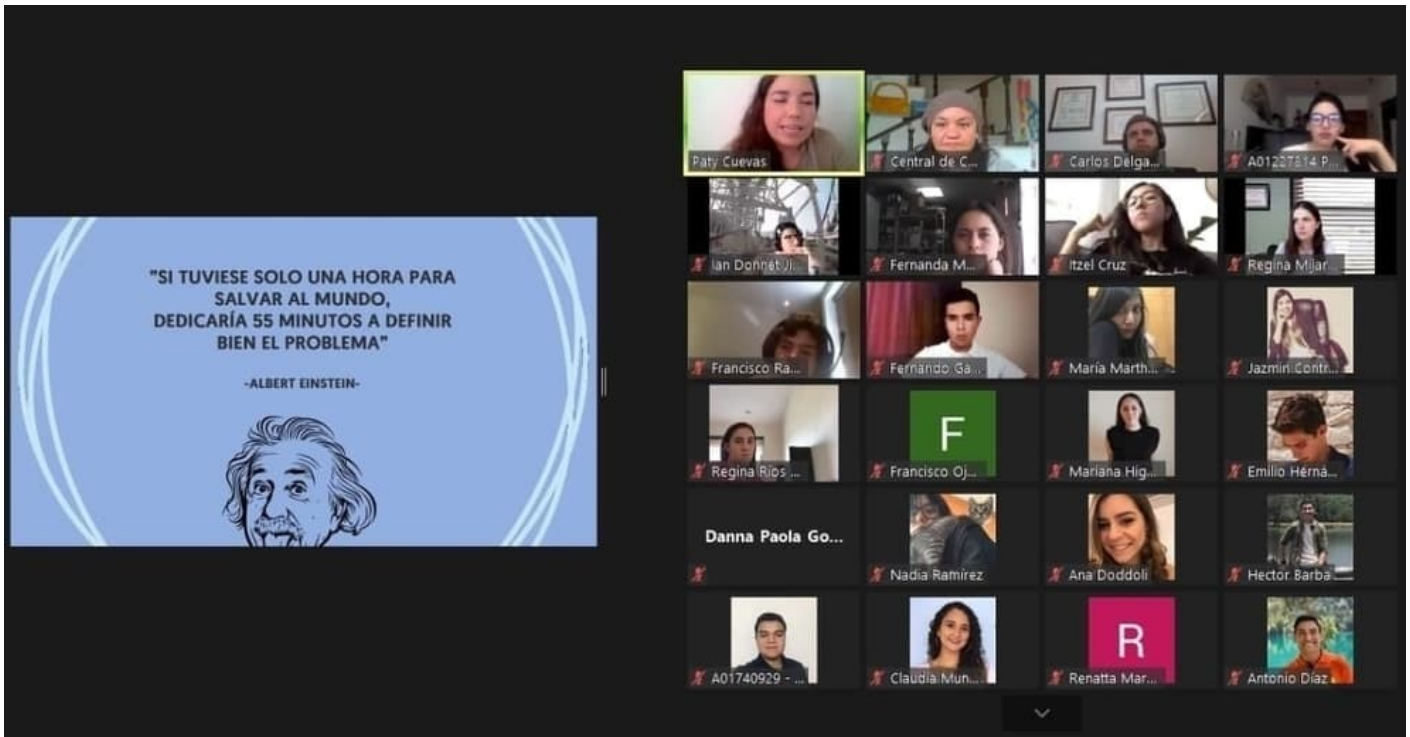 "SI TUVIESE SOLO UNA HORA PARA
SALVAR AL MUNDO,
DEDICARÍA 55 MINUTOS A DEFINIR
BIEN EL PROBLEMA"
-ALBERT EINSTEIN-
Paty Cuevas
Central de C...
Carlos Delga...
A01227814 P...
Ian Donnet Ji...
Fernanda M...
Itzel Cruz
Regina Mijar...
Francisco Ra...
Fernando Ga...
María Marth...
Jazmin Contr...
Regina Rios ...
F
Francisco Oj...
Mariana Hig...
Emilio Herná...
Danna Paola Go...
Nadia Ramírez
Ana Doddoli
Hector Barba
A01740929 - ...
Claudia Mun...
R
Renatta Mar...
Antonio Díaz